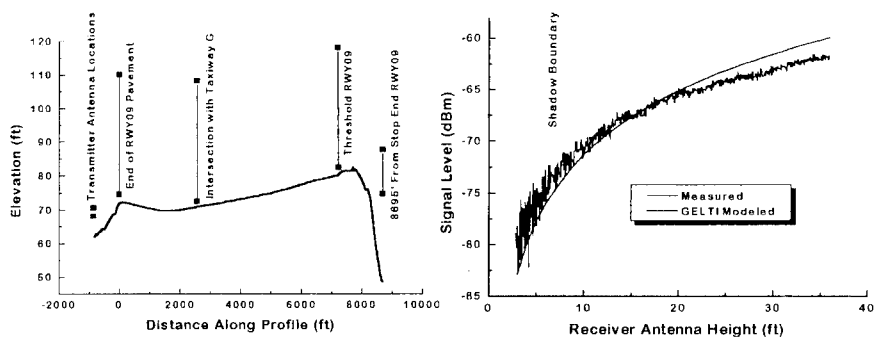 120
110
100
90
80
70
60
50
Elevation (ft)
Transmitter Antenna Locations
End of RWY09 Pavement
Intersection with Taxiway G
Threshold RWY09
8695' From Stop End RWY09
-2000 0 2000 4000 6000 8000 10000
Distance Along Profile (ft)
-60
-65
-70
-75
-80
-85
Signal Level (dBm)
Shadow Boundary
Measured
GELTI Modeled
0 10 20 30 40
Receiver Antenna Height (ft)